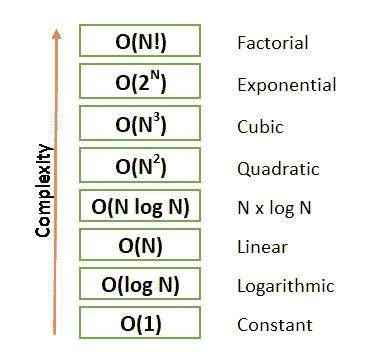 Complexity
O(N!) Factorial
O(2^N) Exponential
O(N^3) Cubic
O(N^2) Quadratic
O(N log N) N x log N
O(N) Linear
O(log N) Logarithmic
O(1) Constant